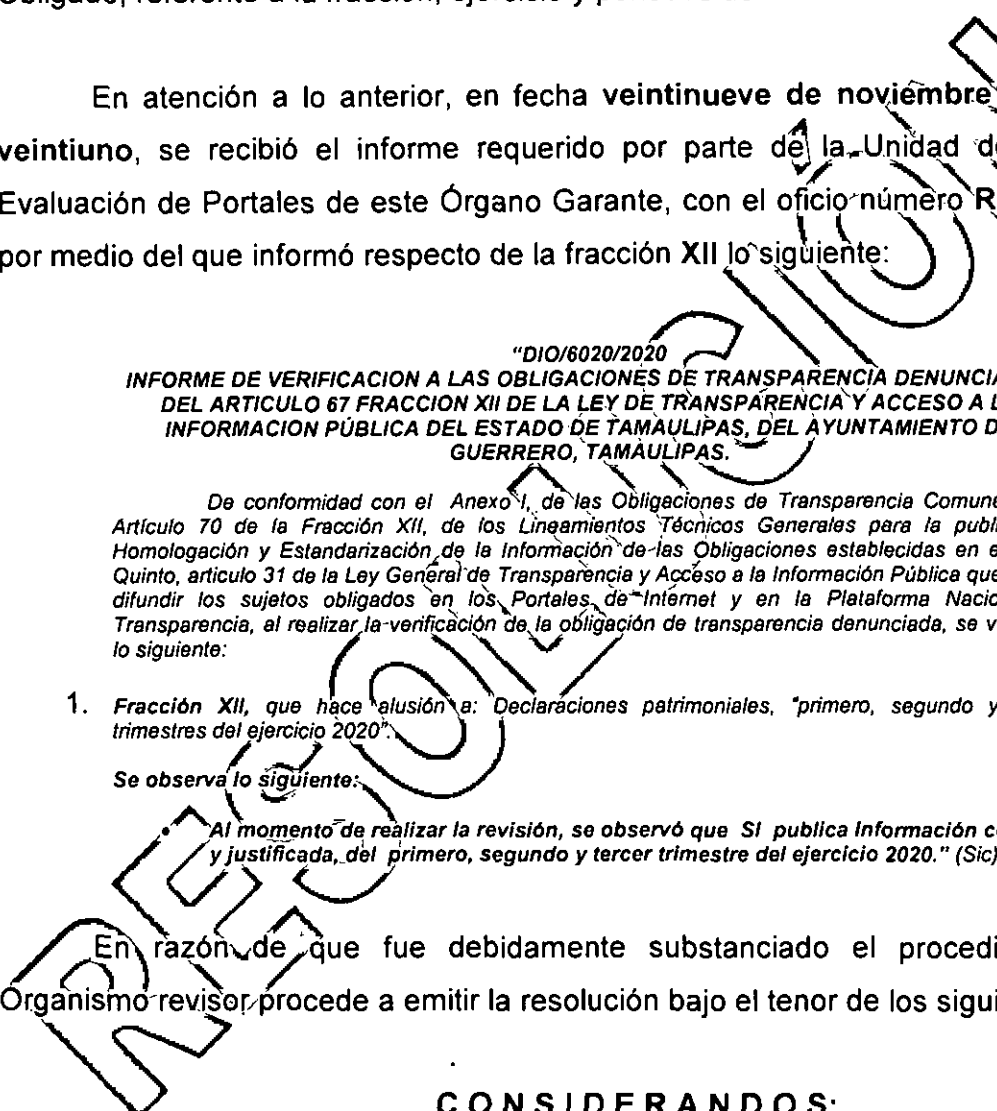 En atención a lo anterior, en fecha veintinueve de noviembre
veintiuno, se recibió el informe requerido por parte de la Unidad de
Evaluación de Portales de este Órgano Garante, con el oficio número R
por medio del que informó respecto de la fracción XII lo siguiente:
"DIO/6020/2020
INFORME DE VERIFICACION A LAS OBLIGACIONES DE TRANSPARENCIA DENUNCIA
DEL ARTICULO 67 FRACCION XII DE LA LEY DE TRANSPARENCIA Y ACCESO A L
INFORMACION PÚBLICA DEL ESTADO DE TAMAULIPAS, DEL AYUNTAMIENTO D
GUERRERO, TAMAULIPAS.
De conformidad con el Anexo I, de las Obligaciones de Transparencia Comune
Artículo 70 de la Fracción XII, de los Lineamientos Técnicos Generales para la publi
Homologación y Estandarización de la Información de las Obligaciones establecidas en e
Quinto, articulo 31 de la Ley General de Transparencia y Acceso a la Información Pública que
difundir los sujetos obligados en los Portales de Internet y en la Plataforma Nacio
Transparencia, al realizar la verificación de la obligación de transparencia denunciada, se v
lo siguiente:
1. Fracción XII, que hace alusión a: Declaraciones patrimoniales, "primero, segundo y
trimestres del ejercicio 2020".
Se observa lo siguiente:
• Al momento de realizar la revisión, se observó que SI publica Información c
y justificada, del primero, segundo y tercer trimestre del ejercicio 2020." (Sic)
En razón de que fue debidamente substanciado el procedi
Organismo revisor procede a emitir la resolución bajo el tenor de los sigui
C O N S I D E R A N D O S:
RESOLUCIÓN